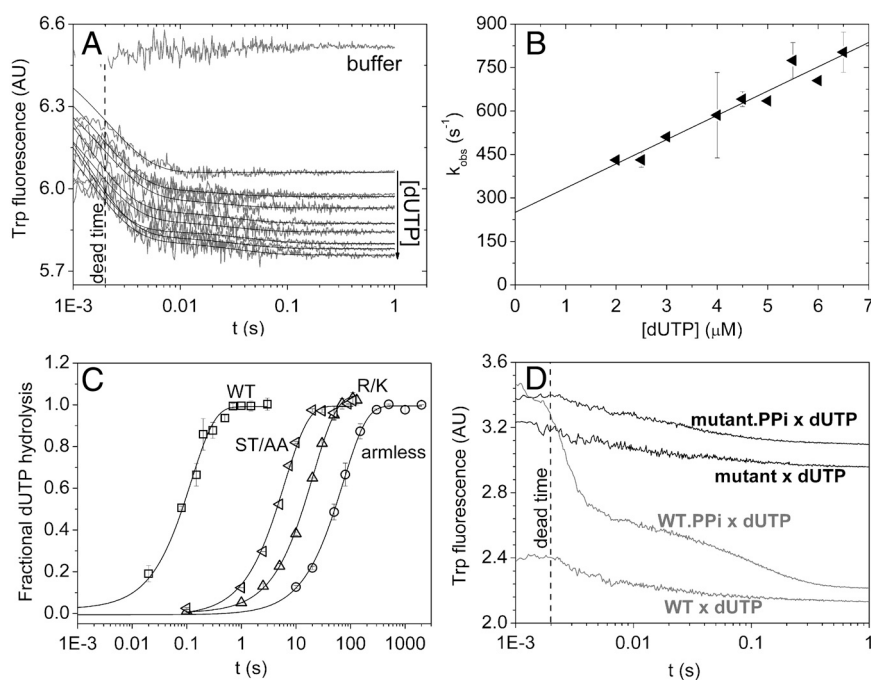 A
6.6
6.3
6.0
5.7
Trp fluorescence (AU)
buffer
[dUTP]
dead time
1E-3
0.01
0.1
1
t (s)
B
900
750
600
450
300
150
0
k_obs (s⁻¹)
0
1
2
3
4
5
6
7
[dUTP] (μM)
C
1.2
1.0
0.8
0.6
0.4
0.2
0.0
Fractional dUTP hydrolysis
WT
R/K
ST/AA
armless
1E-3
0.01
0.1
1
10
100
1000
t (s)
D
3.6
3.2
2.8
2.4
2.0
Trp fluorescence (AU)
mutant.PPi x dUTP
mutant x dUTP
WT.PPi x dUTP
WT x dUTP
dead time
1E-3
0.01
0.1
1
t (s)